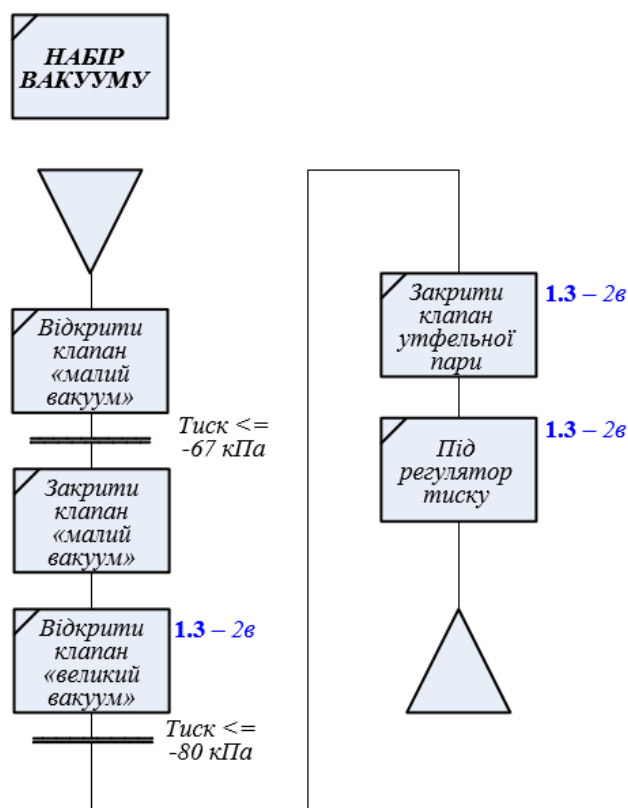 НАБІР
ВАКУУМУ
Відкрити
клапан
«малий
вакуум»
Тиск <=
-67 кПа
Закрити
клапан
«малий
вакуум»
Відкрити
клапан
«великий
вакуум»
1.3 – 2в
Тиск <=
-80 кПа
Закрити
клапан
утфельної
пари
1.3 – 2в
Під
регулятор
тиску
1.3 – 2в